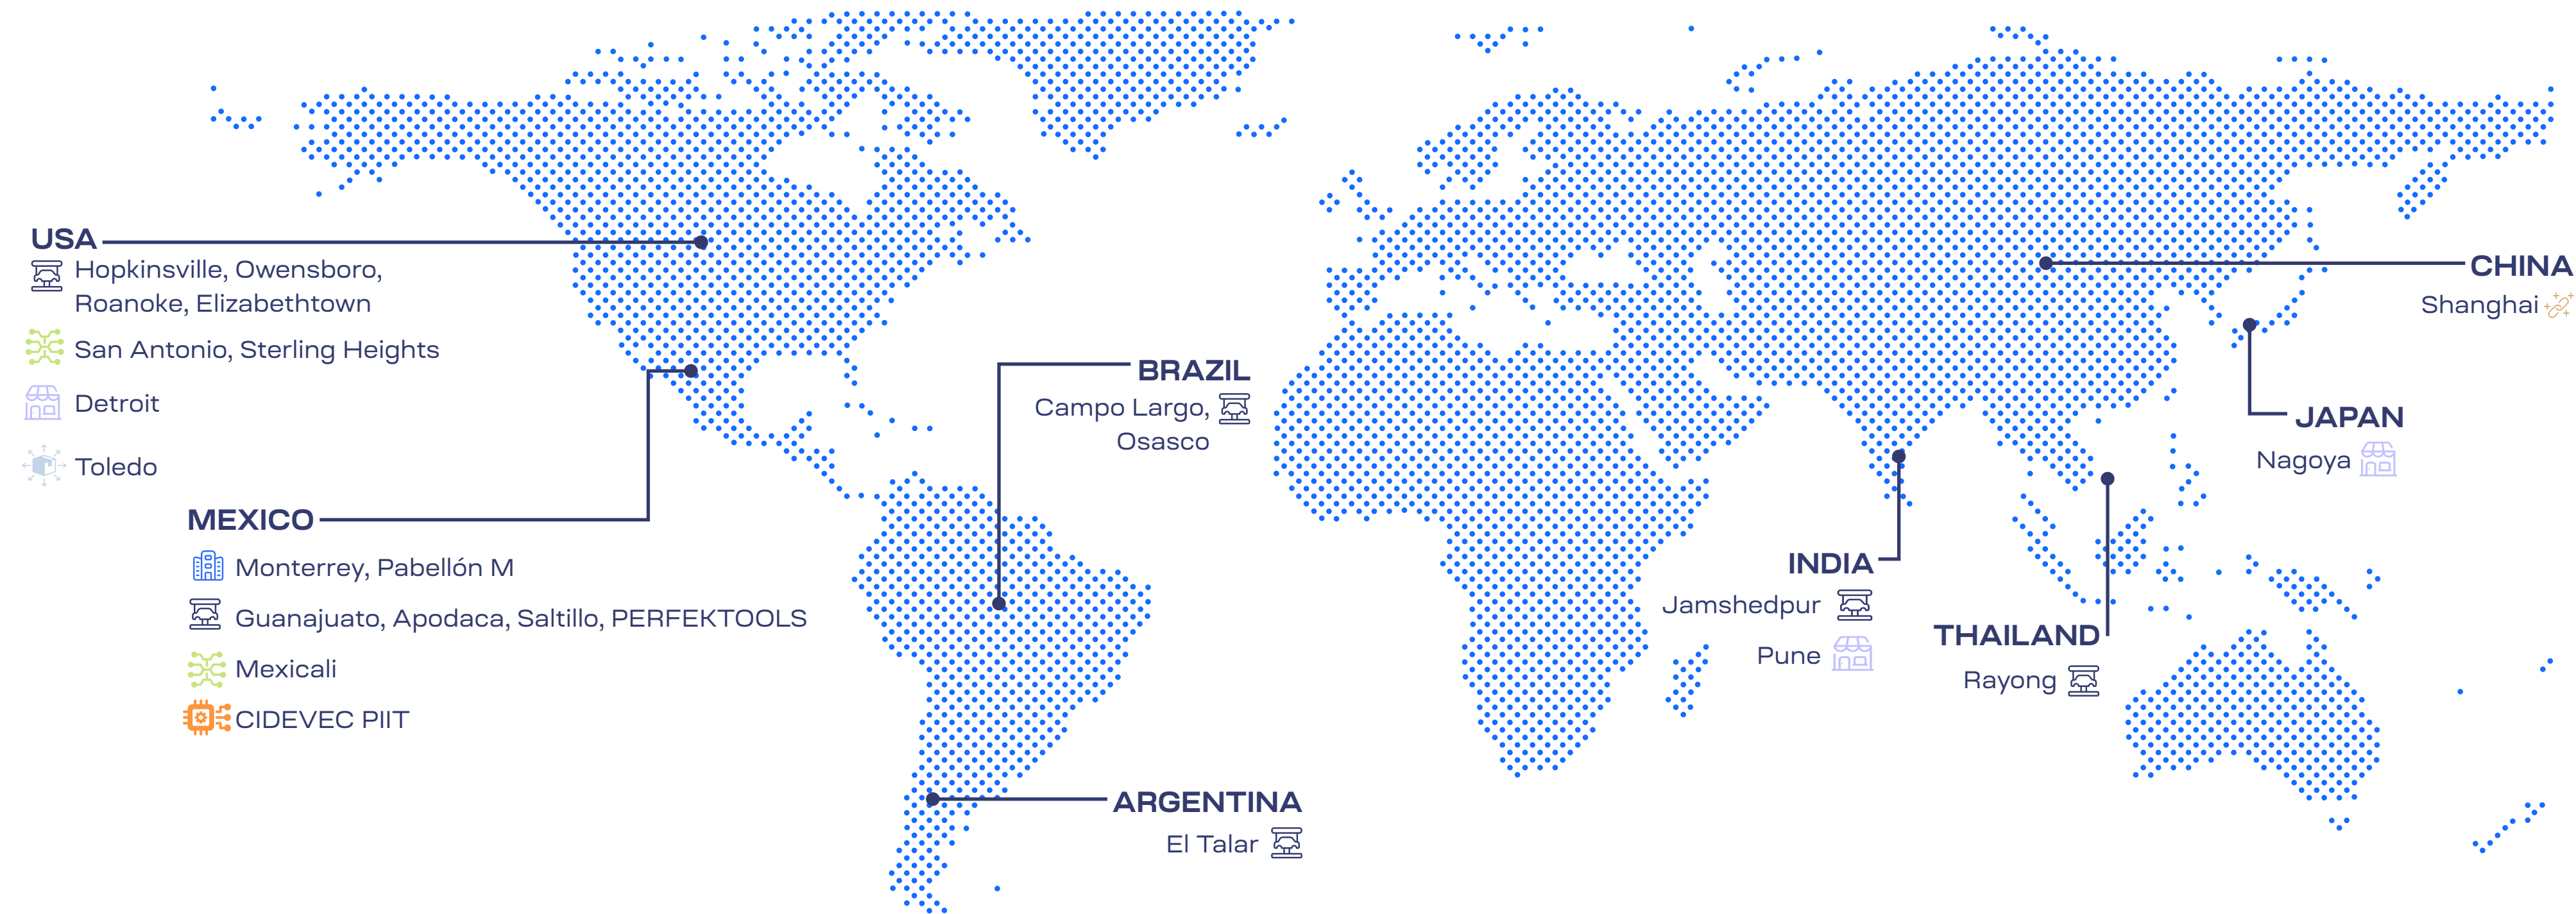 USA
Hopkinsville, Owensboro,
Roanoke, Elizabethtown
San Antonio, Sterling Heights
Detroit
Toledo
MEXICO
Monterrey, Pabellón M
Guanajuato, Apodaca, Saltillo, PERFEKTOOLS
Mexicali
CIDEVEC PIIT
BRAZIL
Campo Largo,
Osasco
ARGENTINA
El Talar
INDIA
Jamshedpur
Pune
THAILAND
Rayong
CHINA
Shanghai
JAPAN
Nagoya